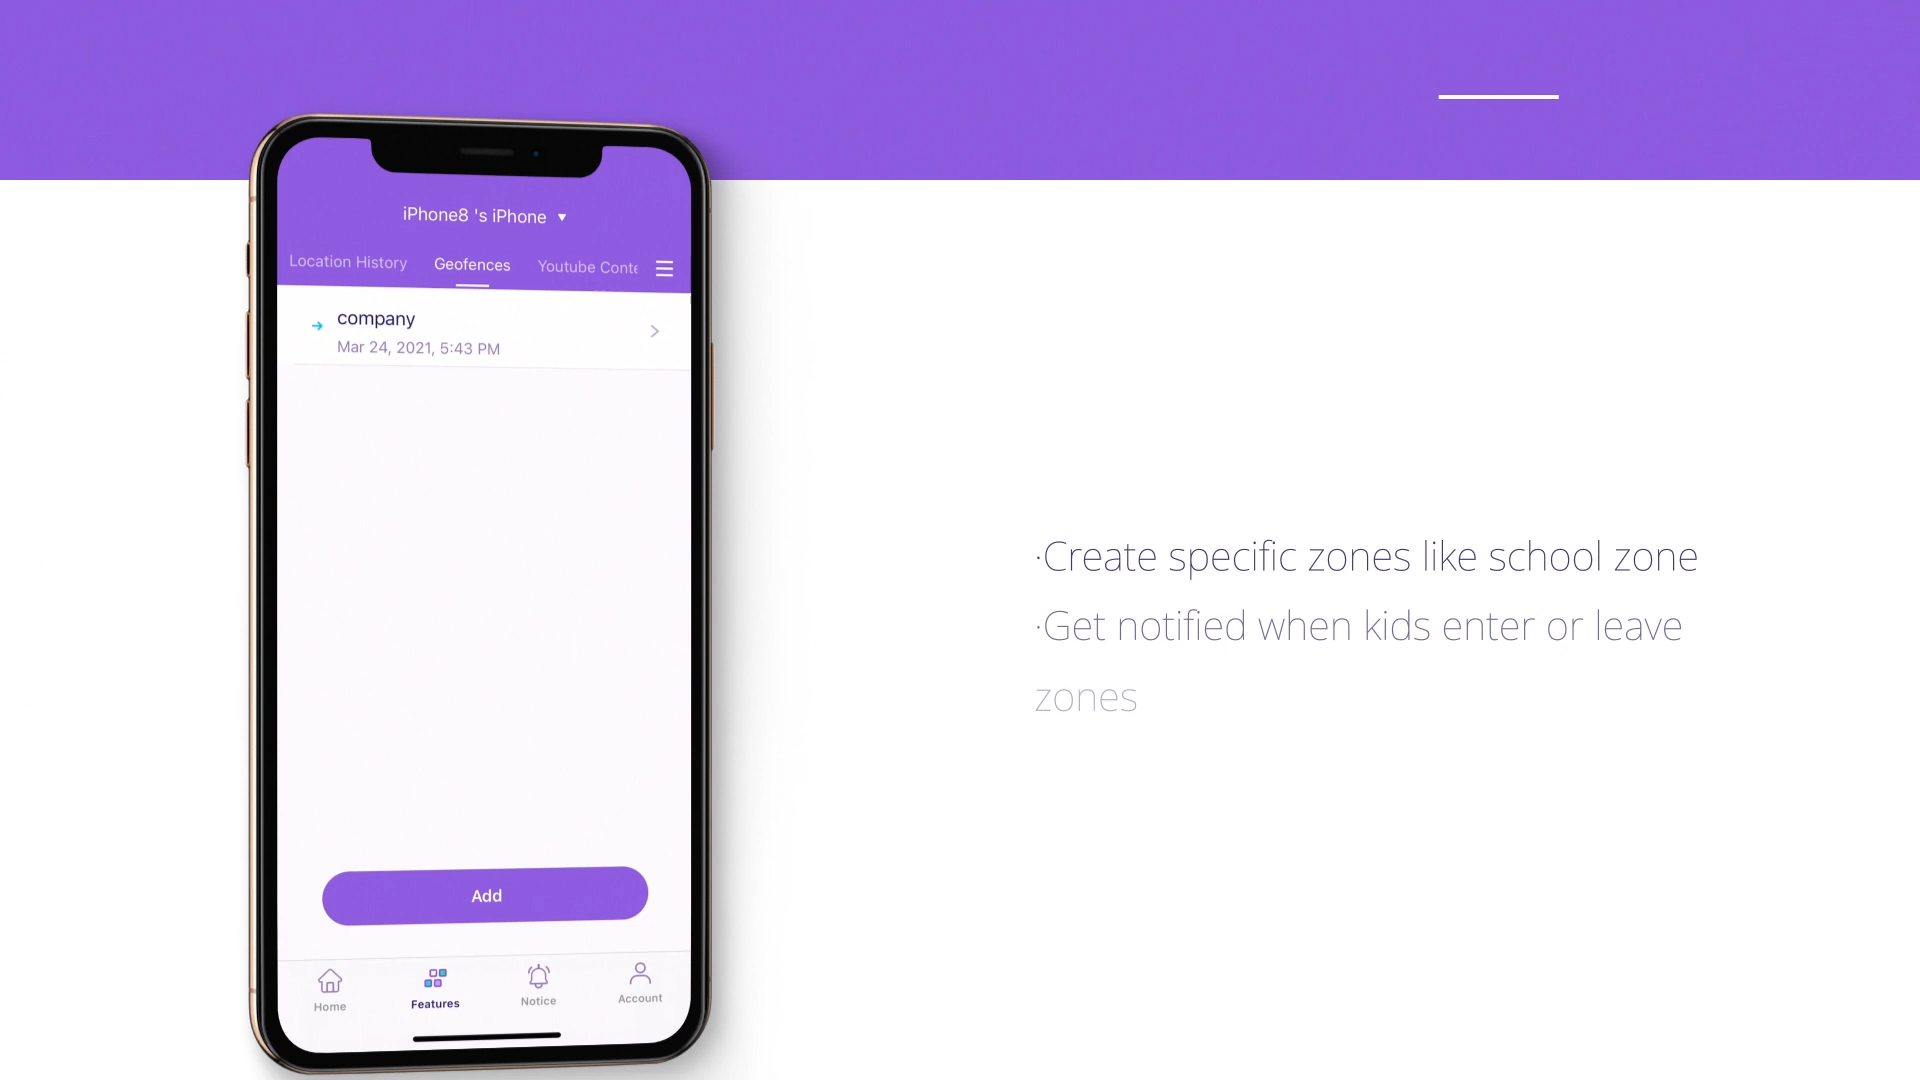 iPhone8 's iPhone
Location History Geofences Youtube Conte
company
Mar 24, 2021, 5:43 PM
Add
Home Features Notice Account
·Create specific zones like school zone
·Get notified when kids enter or leave
zones